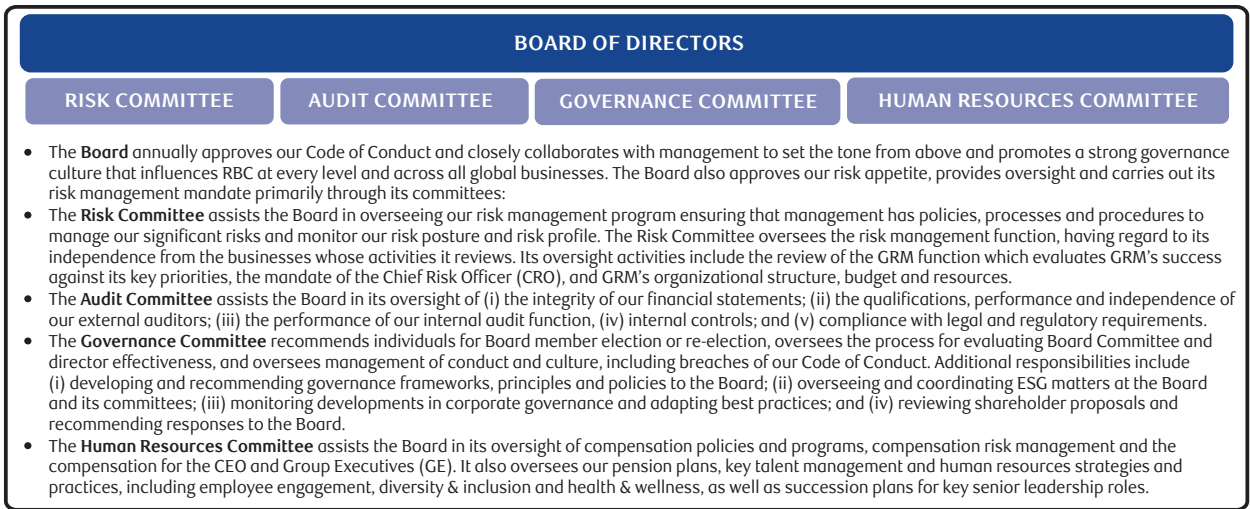 BOARD OF DIRECTORS
RISK COMMITTEE
AUDIT COMMITTEE
GOVERNANCE COMMITTEE
HUMAN RESOURCES COMMITTEE
• The Board annually approves our Code of Conduct and closely collaborates with management to set the tone from above and promotes a strong governance
culture that influences RBC at every level and across all global businesses. The Board also approves our risk appetite, provides oversight and carries out its
risk management mandate primarily through its committees:
• The Risk Committee assists the Board in overseeing our risk management program ensuring that management has policies, processes and procedures to
manage our significant risks and monitor our risk posture and risk profile. The Risk Committee oversees the risk management function, having regard to its
independence from the businesses whose activities it reviews. Its oversight activities include the review of the GRM function which evaluates GRM's success
against its key priorities, the mandate of the Chief Risk Officer (CRO), and GRM's organizational structure, budget and resources.
• The Audit Committee assists the Board in its oversight of (i) the integrity of our financial statements; (ii) the qualifications, performance and independence of
our external auditors; (iii) the performance of our internal audit function, (iv) internal controls; and (v) compliance with legal and regulatory requirements.
• The Governance Committee recommends individuals for Board member election or re-election, oversees the process for evaluating Board Committee and
director effectiveness, and oversees management of conduct and culture, including breaches of our Code of Conduct. Additional responsibilities include
(i) developing and recommending governance frameworks, principles and policies to the Board; (ii) overseeing and coordinating ESG matters at the Board
and its committees; (iii) monitoring developments in corporate governance and adapting best practices; and (iv) reviewing shareholder proposals and
recommending responses to the Board.
• The Human Resources Committee assists the Board in its oversight of compensation policies and programs, compensation risk management and the
compensation for the CEO and Group Executives (GE). It also oversees our pension plans, key talent management and human resources strategies and
practices, including employee engagement, diversity & inclusion and health & wellness, as well as succession plans for key senior leadership roles.